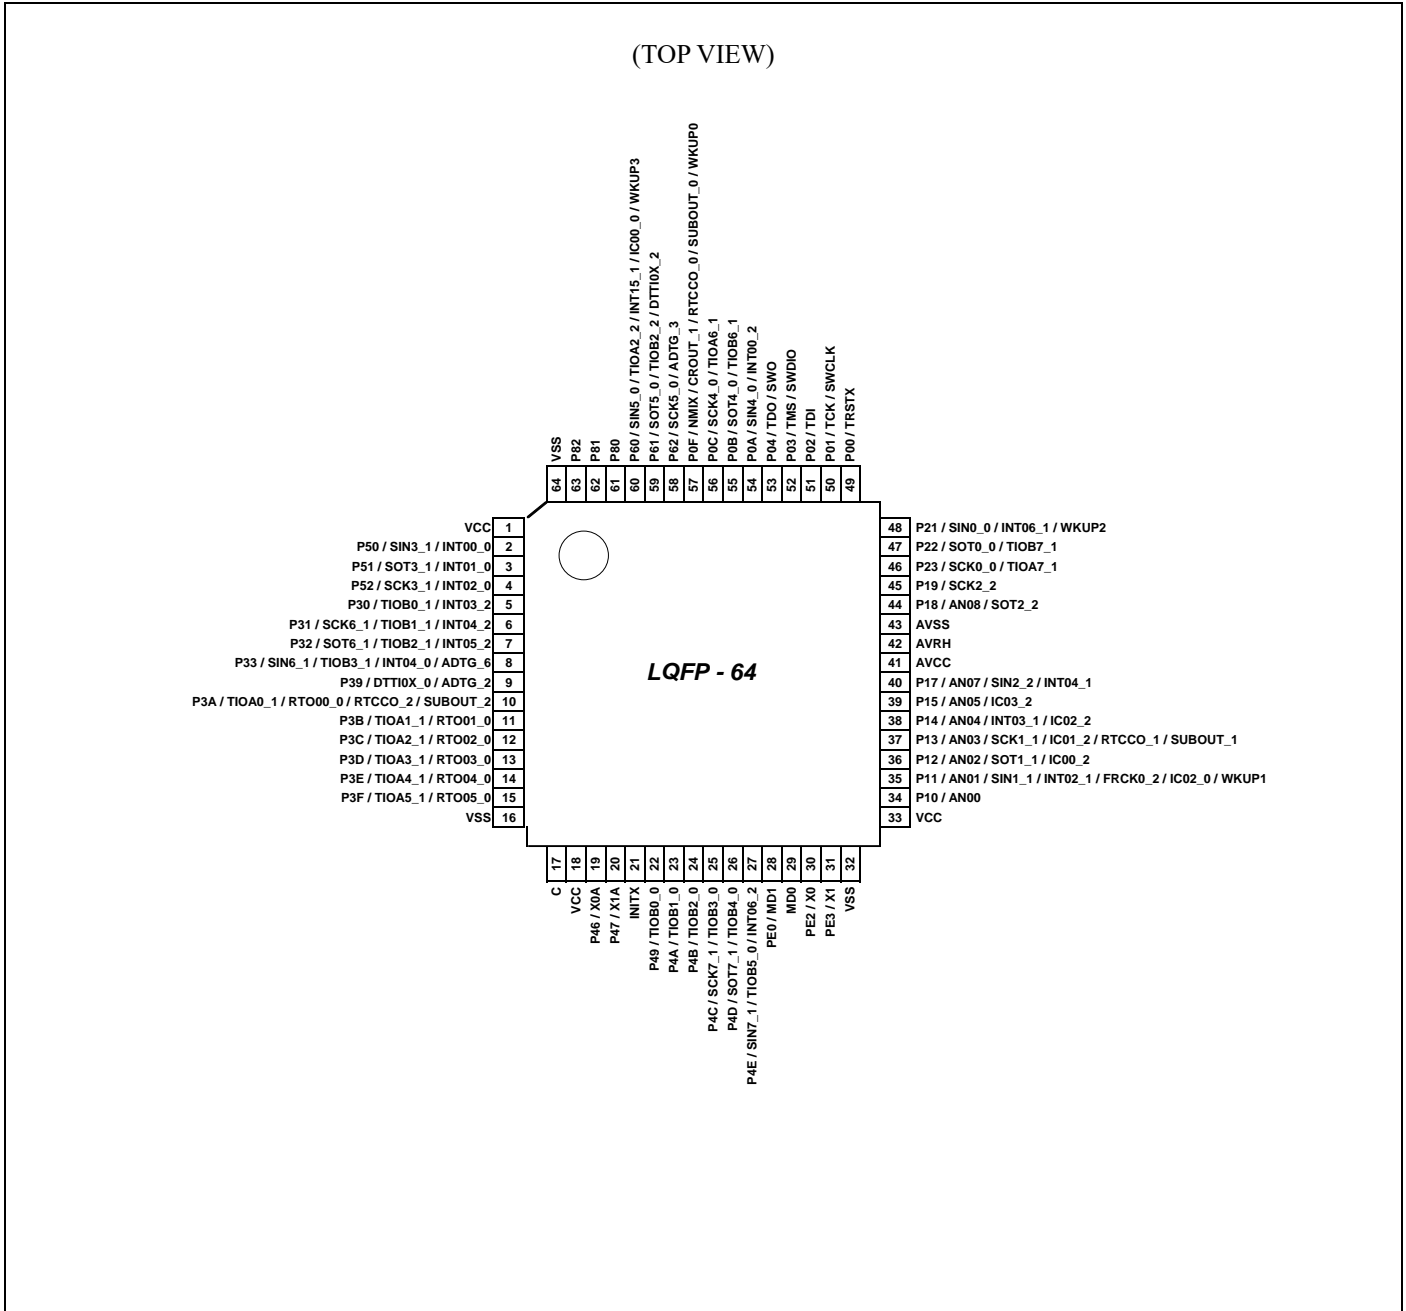 (TOP VIEW)
VSS
P82
P81
P80
P60 / SIN5_0 / TIOA2_2 / INT15_1 / IC00_0 / WKUP3
P61 / SOT5_0 / TIOB2_2 / DTTI0X_2
P62 / SCK5_0 / ADTG_3
P0F / NMIX / CROUT_1 / RTCCO_0 / SUBOUT_0 / WKUP0
P0C / SCK4_0 / TIOA6_1
P0B / SOT4_0 / TIOB6_1
P0A / SIN4_0 / INT00_2
P04 / TDO / SWO
P03 / TMS / SWDIO
P02 / TDI
P01 / TCK / SWCLK
P00 / TRSTX
64
63
62
61
60
59
58
57
56
55
54
53
52
51
50
49
VCC 1
P50 / SIN3_1 / INT00_0 2
P51 / SOT3_1 / INT01_0 3
P52 / SCK3_1 / INT02_0 4
P30 / TIOB0_1 / INT03_2 5
P31 / SCK6_1 / TIOB1_1 / INT04_2 6
P32 / SOT6_1 / TIOB2_1 / INT05_2 7
P33 / SIN6_1 / TIOB3_1 / INT04_0 / ADTG_6 8
P39 / DTTI0X_0 / ADTG_2 9
P3A / TIOA0_1 / RTO00_0 / RTCCO_2 / SUBOUT_2 10
P3B / TIOA1_1 / RTO01_0 11
P3C / TIOA2_1 / RTO02_0 12
P3D / TIOA3_1 / RTO03_0 13
P3E / TIOA4_1 / RTO04_0 14
P3F / TIOA5_1 / RTO05_0 15
VSS 16
LQFP - 64
48 P21 / SIN0_0 / INT06_1 / WKUP2
47 P22 / SOT0_0 / TIOB7_1
46 P23 / SCK0_0 / TIOA7_1
45 P19 / SCK2_2
44 P18 / AN08 / SOT2_2
43 AVSS
42 AVRH
41 AVCC
40 P17 / AN07 / SIN2_2 / INT04_1
39 P15 / AN05 / IC03_2
38 P14 / AN04 / INT03_1 / IC02_2
37 P13 / AN03 / SCK1_1 / IC01_2 / RTCCO_1 / SUBOUT_1
36 P12 / AN02 / SOT1_1 / IC00_2
35 P11 / AN01 / SIN1_1 / INT02_1 / FRCK0_2 / IC02_0 / WKUP1
34 P10 / AN00
33 VCC
17
18
19
20
21
22
23
24
25
26
27
28
29
30
31
32
C
VCC
P46 / X0A
P47 / X1A
INITX
P49 / TIOB0_0
P4A / TIOB1_0
P4B / TIOB2_0
P4C / SCK7_1 / TIOB3_0
P4D / SOT7_1 / TIOB4_0
P4E / SIN7_1 / TIOB5_0 / INT06_2
PE0 / MD1
MD0
PE2 / X0
PE3 / X1
VSS